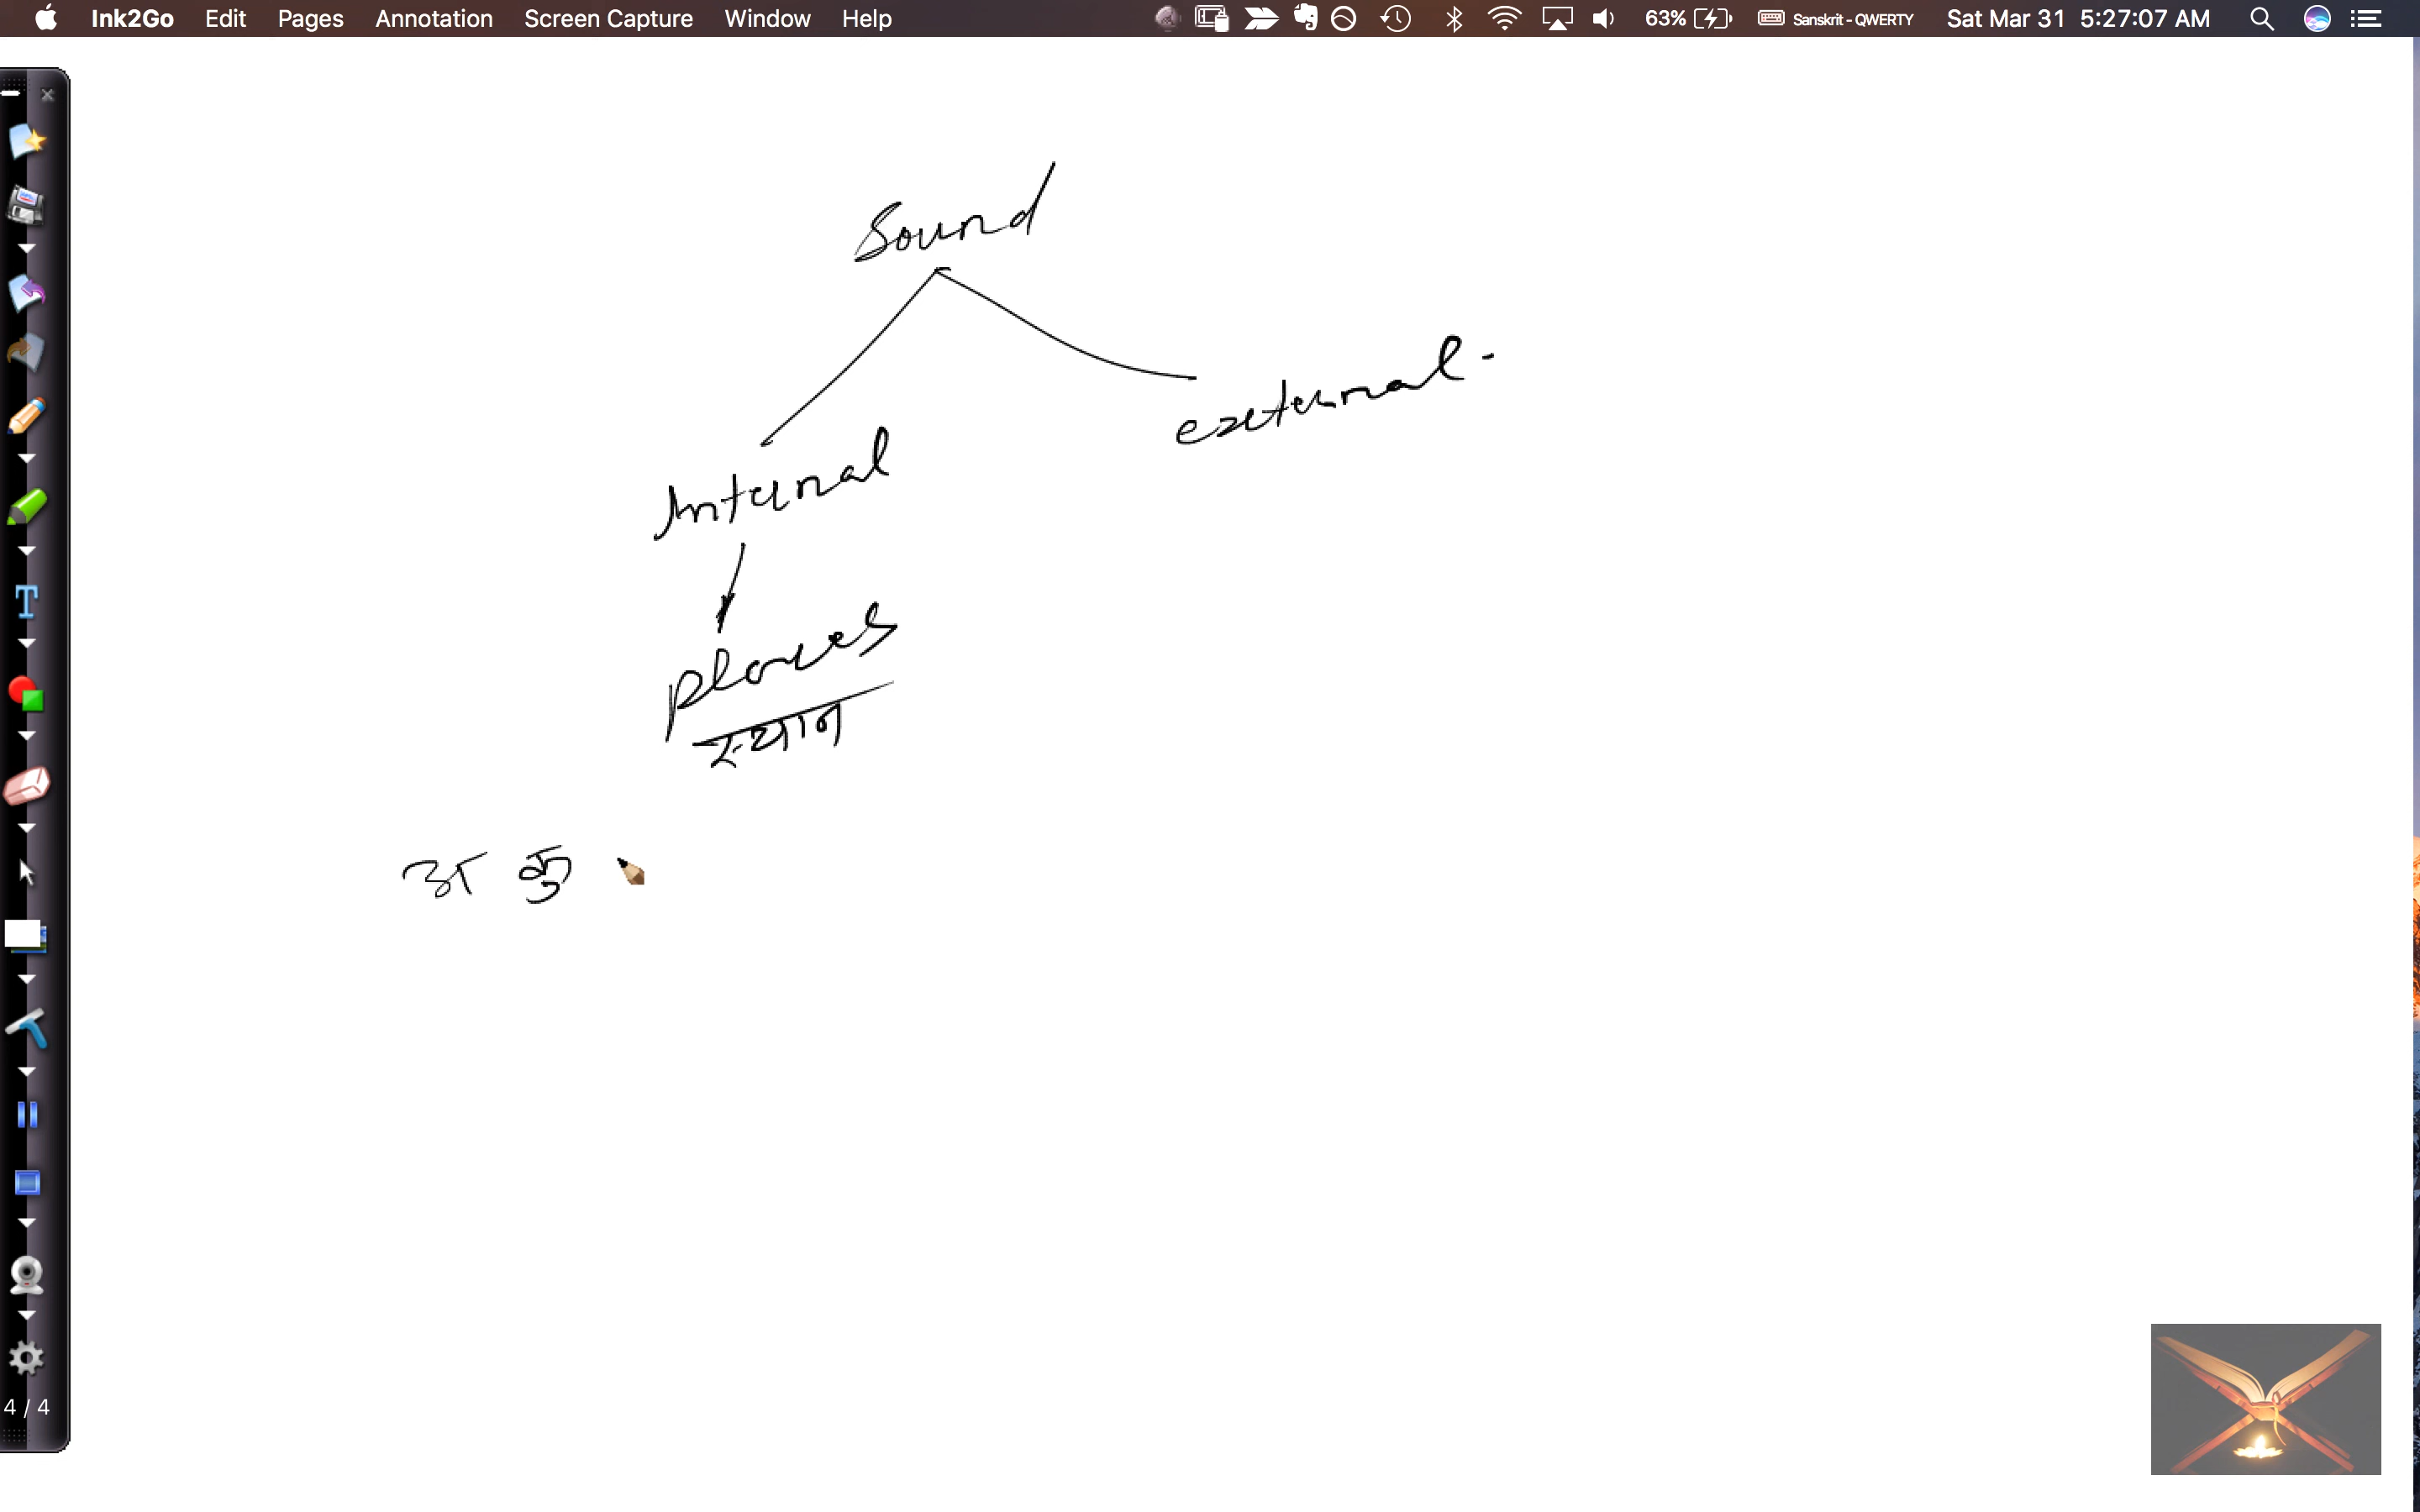 Ink2Go Edit Pages Annotation Screen Capture Window Help 63% Sanskrit - QWERTY Sat Mar 31 5:27:07 AM
Sound
Internal external -
places
स्थान
अ कु
T
4 / 4